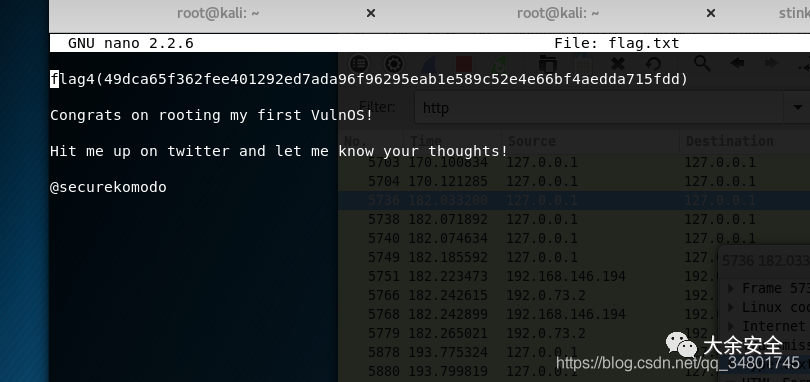 root@kali: ~ × root@kali: ~ × stink
GNU nano 2.2.6 File: flag.txt
flag4(49dca65f362fee401292ed7ada96f96295eab1e589c52e4e66bf4aedda715fdd)
Congrats on rooting my first VulnOS!
Hit me up on twitter and let me know your thoughts!
@securekomodo
Filter: http
No. Time Source Destination
5703 170.100834 127.0.0.1 127.0.0.1
5704 170.121285 127.0.0.1 127.0.0.1
5736 182.033200 127.0.0.1 127.0.0.1
5738 182.071892 127.0.0.1 127.0.0.1
5740 182.074634 127.0.0.1 127.0.0.1
5749 182.185592 127.0.0.1 127.0.0.1
5751 182.223473 192.168.146.194 192.0.
5766 182.242615 192.0.73.2 192.
5768 182.242899 192.168.146.194 192.0.
5779 182.265021 192.0.73.2 192.
5878 193.775324 127.0.0.1 127.0.
5880 193.799819 127.0.0.1 127.0.
5736 182.033
Frame 573
Linux coo
Internet
大余安全
https://blog.csdn.net/qq_34801745